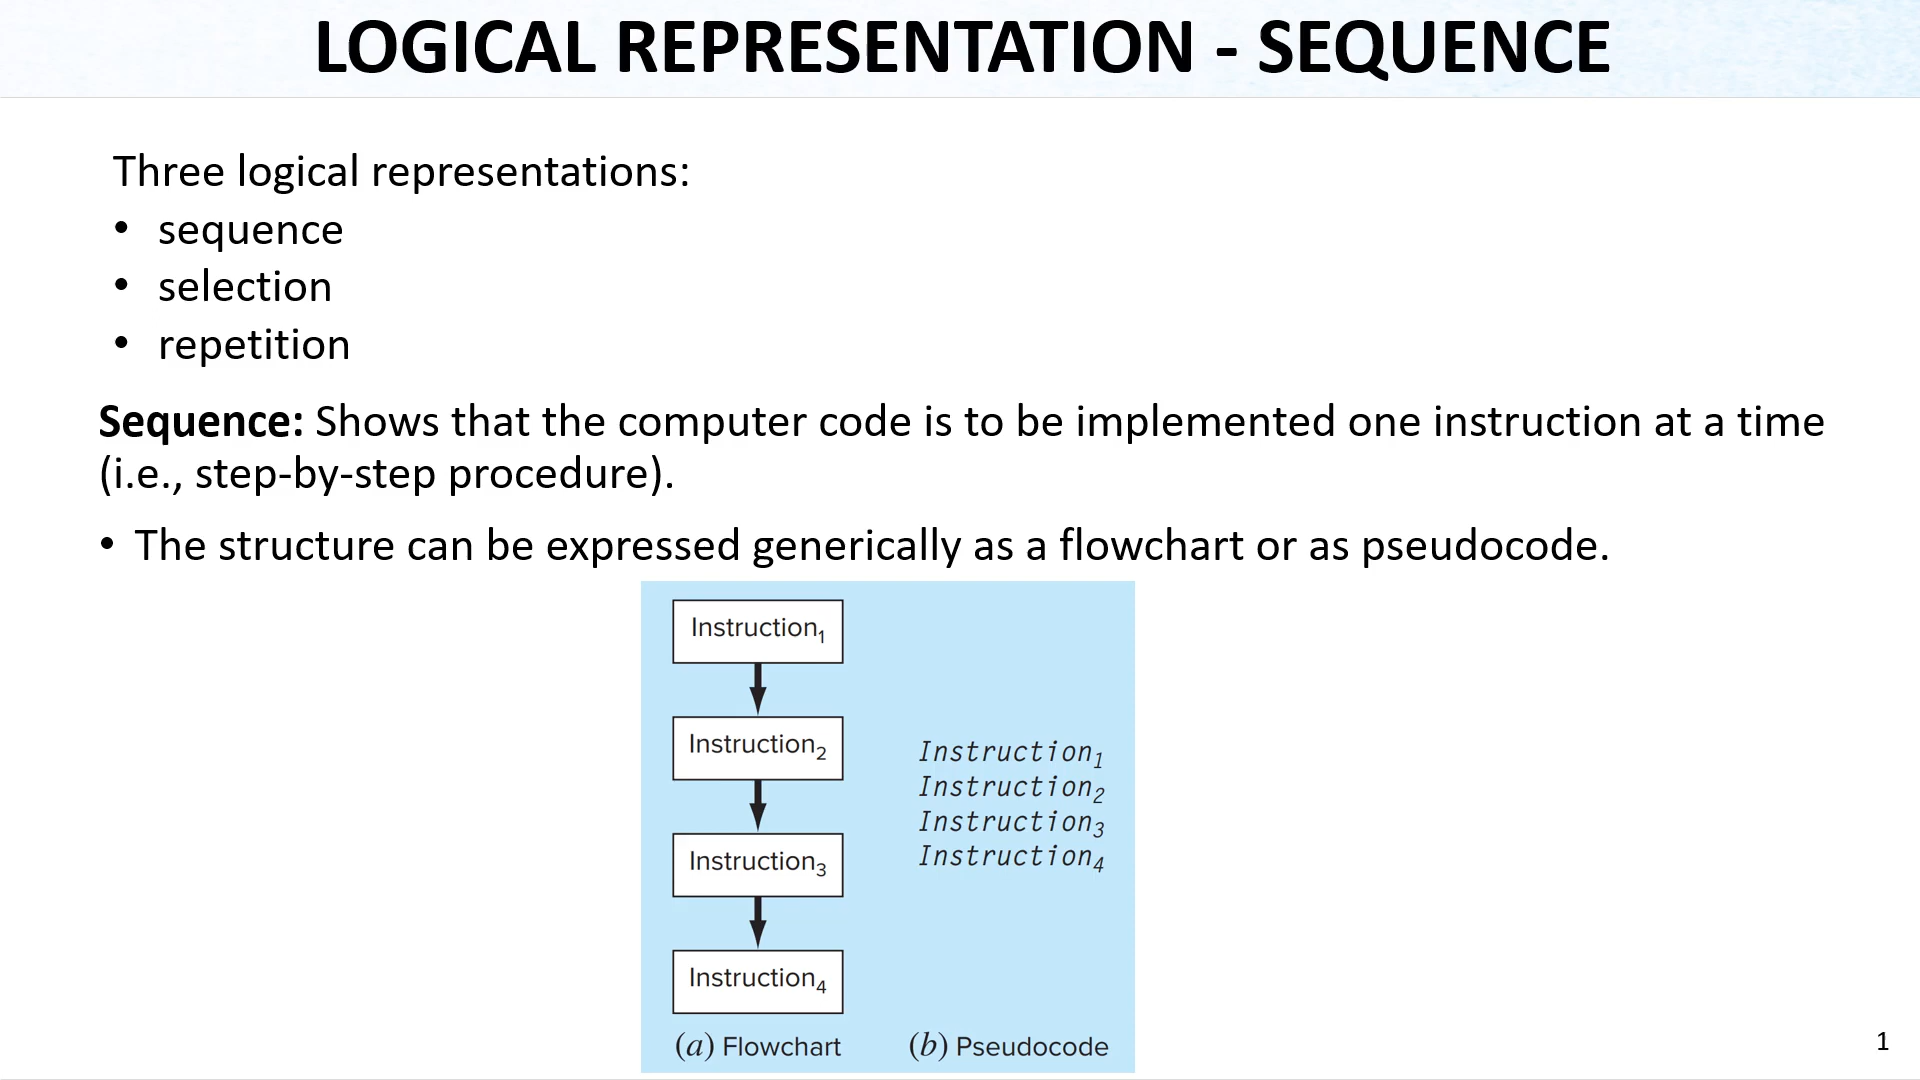 LOGICAL REPRESENTATION - SEQUENCE
Three logical representations:
• sequence
• selection
• repetition
Sequence: Shows that the computer code is to be implemented one instruction at a time
(i.e., step-by-step procedure).
• The structure can be expressed generically as a flowchart or as pseudocode.
Instruction₁
Instruction₂
Instruction₃
Instruction₄
(a) Flowchart
Instruction₁
Instruction₂
Instruction₃
Instruction₄
(b) Pseudocode
1